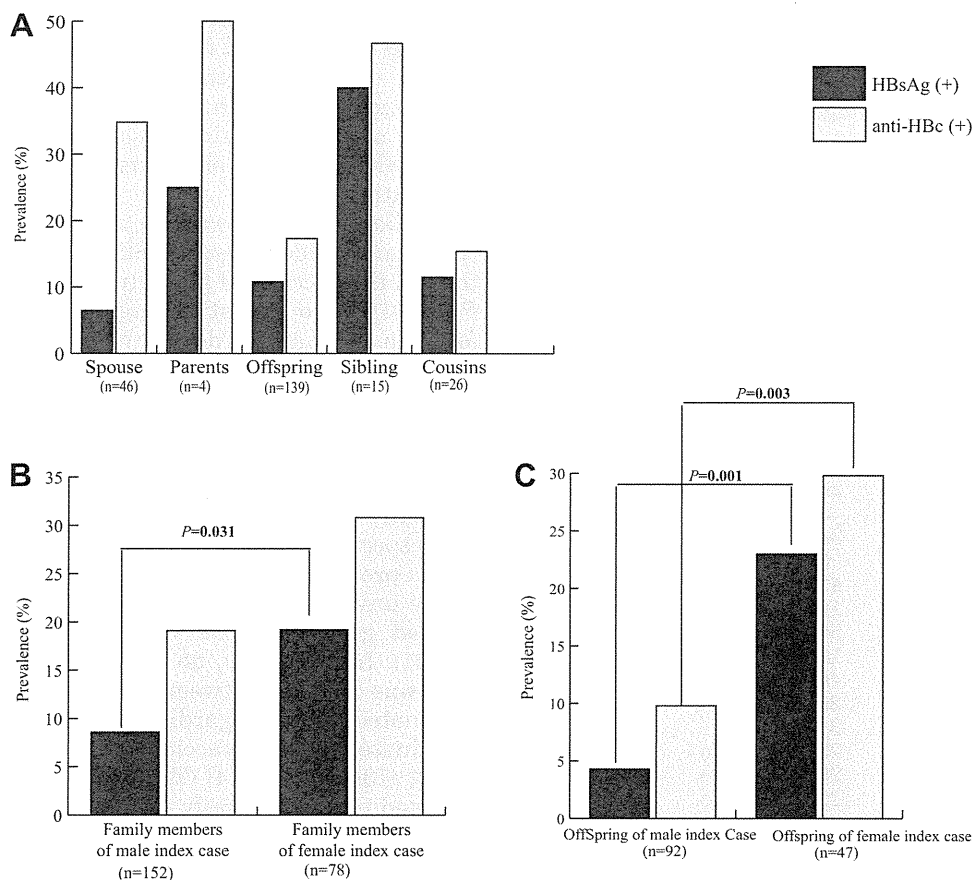 A
50
40
30
20
10
0
Prevalence (%)
Spouse
(n=46)
Parents
(n=4)
Offspring
(n=139)
Sibling
(n=15)
Cousins
(n=26)
HBsAg (+)
anti-HBc (+)
B
35
30
25
20
15
10
5
0
Prevalence (%)
P=0.031
Family members
of male index case
(n=152)
Family members
of female index case
(n=78)
C
30
25
20
15
10
5
0
Prevalence (%)
P=0.003
P=0.001
OffSpring of male index Case
(n=92)
Offspring of female index case
(n=47)